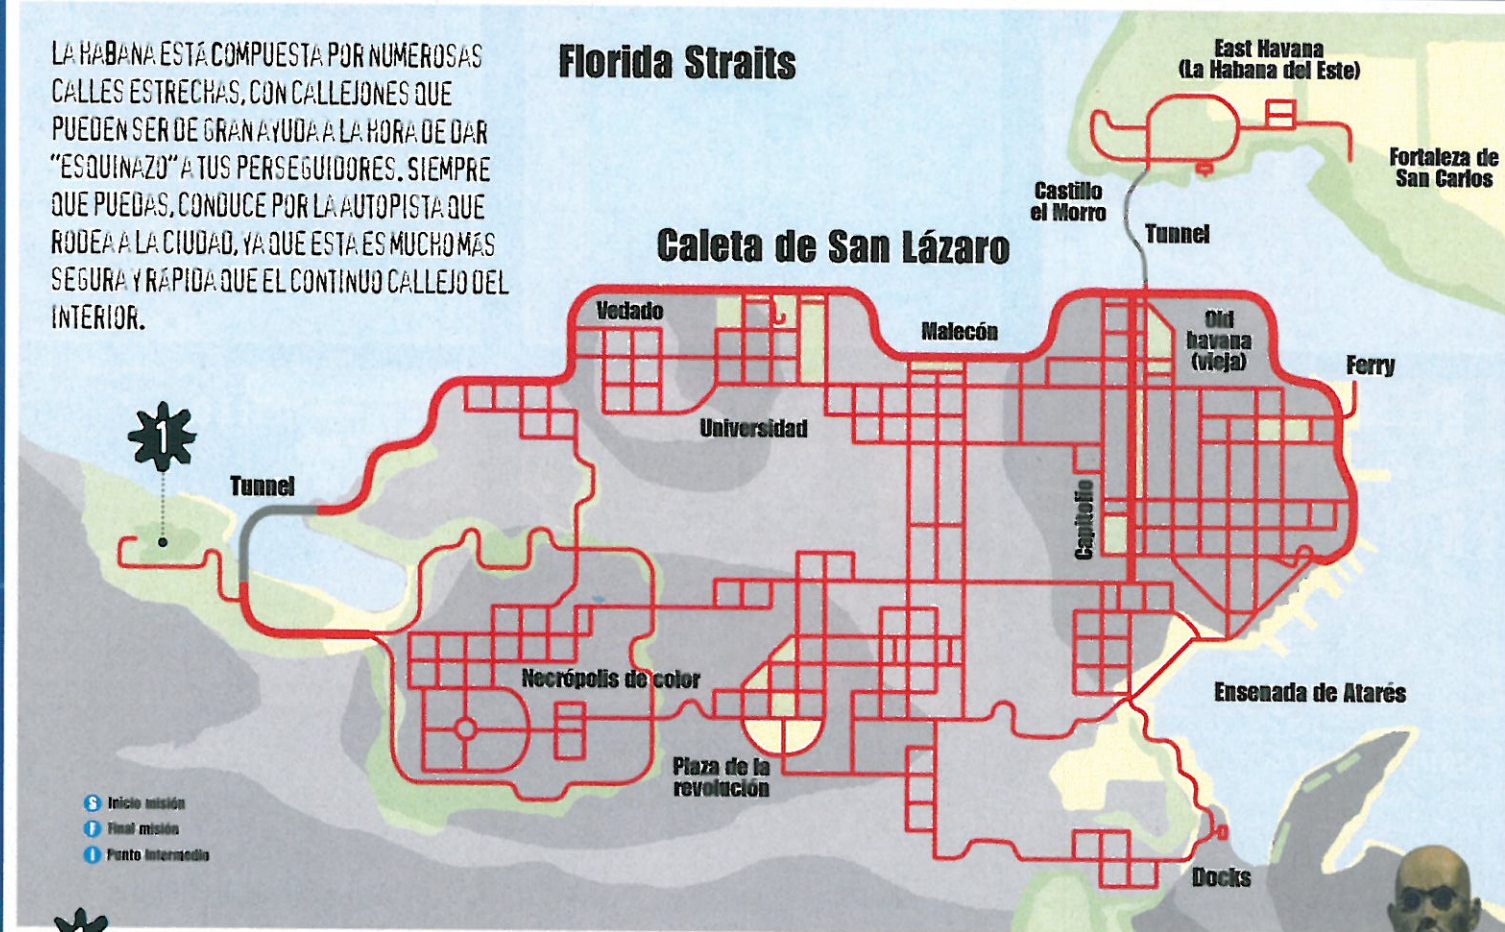 LA HABANA ESTÁ COMPUESTA POR NUMEROSAS
CALLES ESTRECHAS, CON CALLEJONES QUE
PUEDEN SER DE GRAN AYUDA A LA HORA DE DAR
"ESQUINAZO" A TUS PERSEGUIDORES. SIEMPRE
QUE PUEDAS, CONDUCE POR LA AUTOPISTA QUE
RODEA A LA CIUDAD, YA QUE ESTA ES MUCHO MÁS
SEGURA Y RÁPIDA QUE EL CONTINUO CALLEJO DEL
INTERIOR.
Florida Straits
East Havana
(La Habana del Este)
Fortaleza de
San Carlos
Castillo
el Morro
Tunnel
Caleta de San Lázaro
Vedado
Malecón
Old
havana
(vieja)
Ferry
Universidad
1
Tunnel
Capitolio
Necrópolis de color
Ensenada de Atarés
Plaza de la
revolución
S Inicio misión
F Final misión
I Punto intermedio
Docks